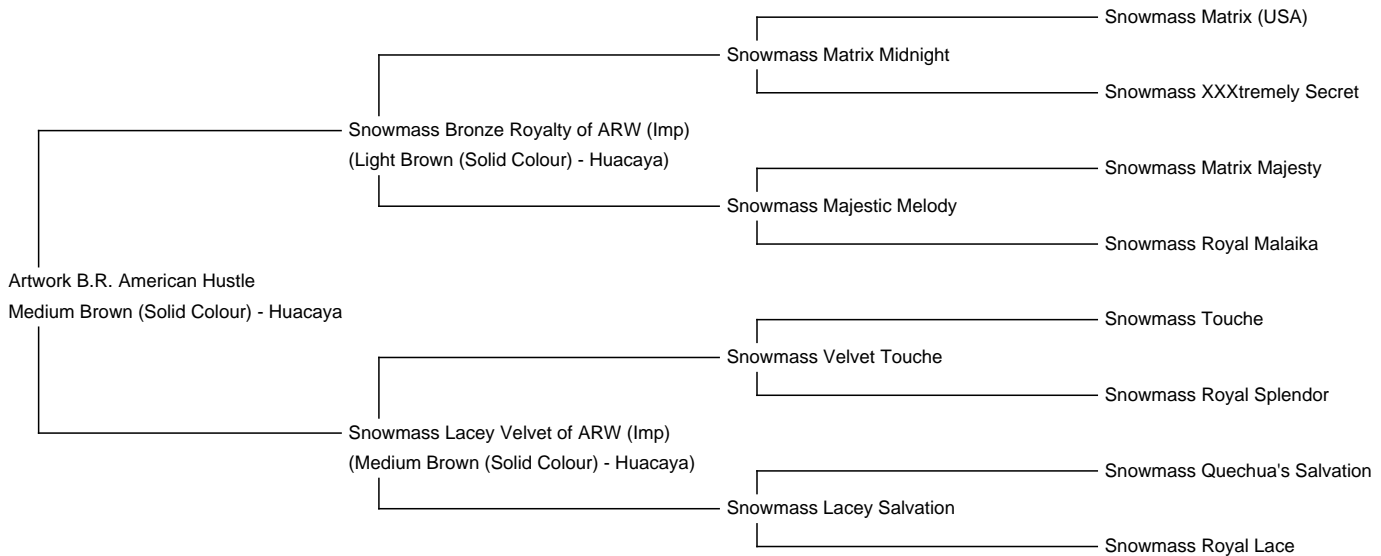 Snowmass Matrix (USA)
Snowmass Matrix Midnight
Snowmass XXXtremely Secret
Snowmass Bronze Royalty of ARW (Imp)
(Light Brown (Solid Colour) - Huacaya)
Snowmass Matrix Majesty
Snowmass Majestic Melody
Snowmass Royal Malaika
Artwork B.R. American Hustle
Medium Brown (Solid Colour) - Huacaya
Snowmass Touche
Snowmass Velvet Touche
Snowmass Royal Splendor
Snowmass Lacey Velvet of ARW (Imp)
(Medium Brown (Solid Colour) - Huacaya)
Snowmass Quechua's Salvation
Snowmass Lacey Salvation
Snowmass Royal Lace